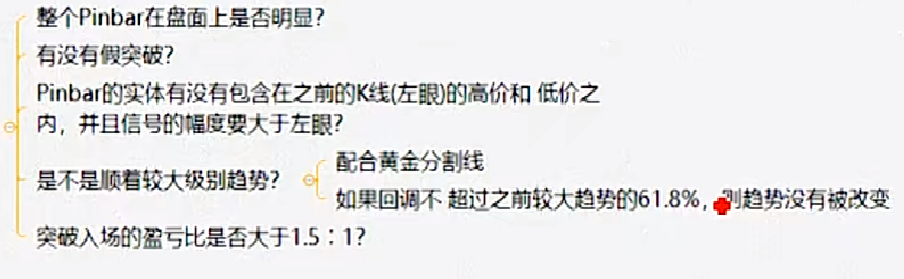 整个Pinbar在盘面上是否明显?
有没有假突破?
Pinbar的实体有没有包含在之前的K线(左眼)的高价和 低价之
内，并且信号的幅度要大于左眼?
是不是顺着较大级别趋势?
配合黄金分割线
如果回调不 超过之前较大趋势的61.8%，则趋势没有被改变
突破入场的盈亏比是否大于1.5：1?